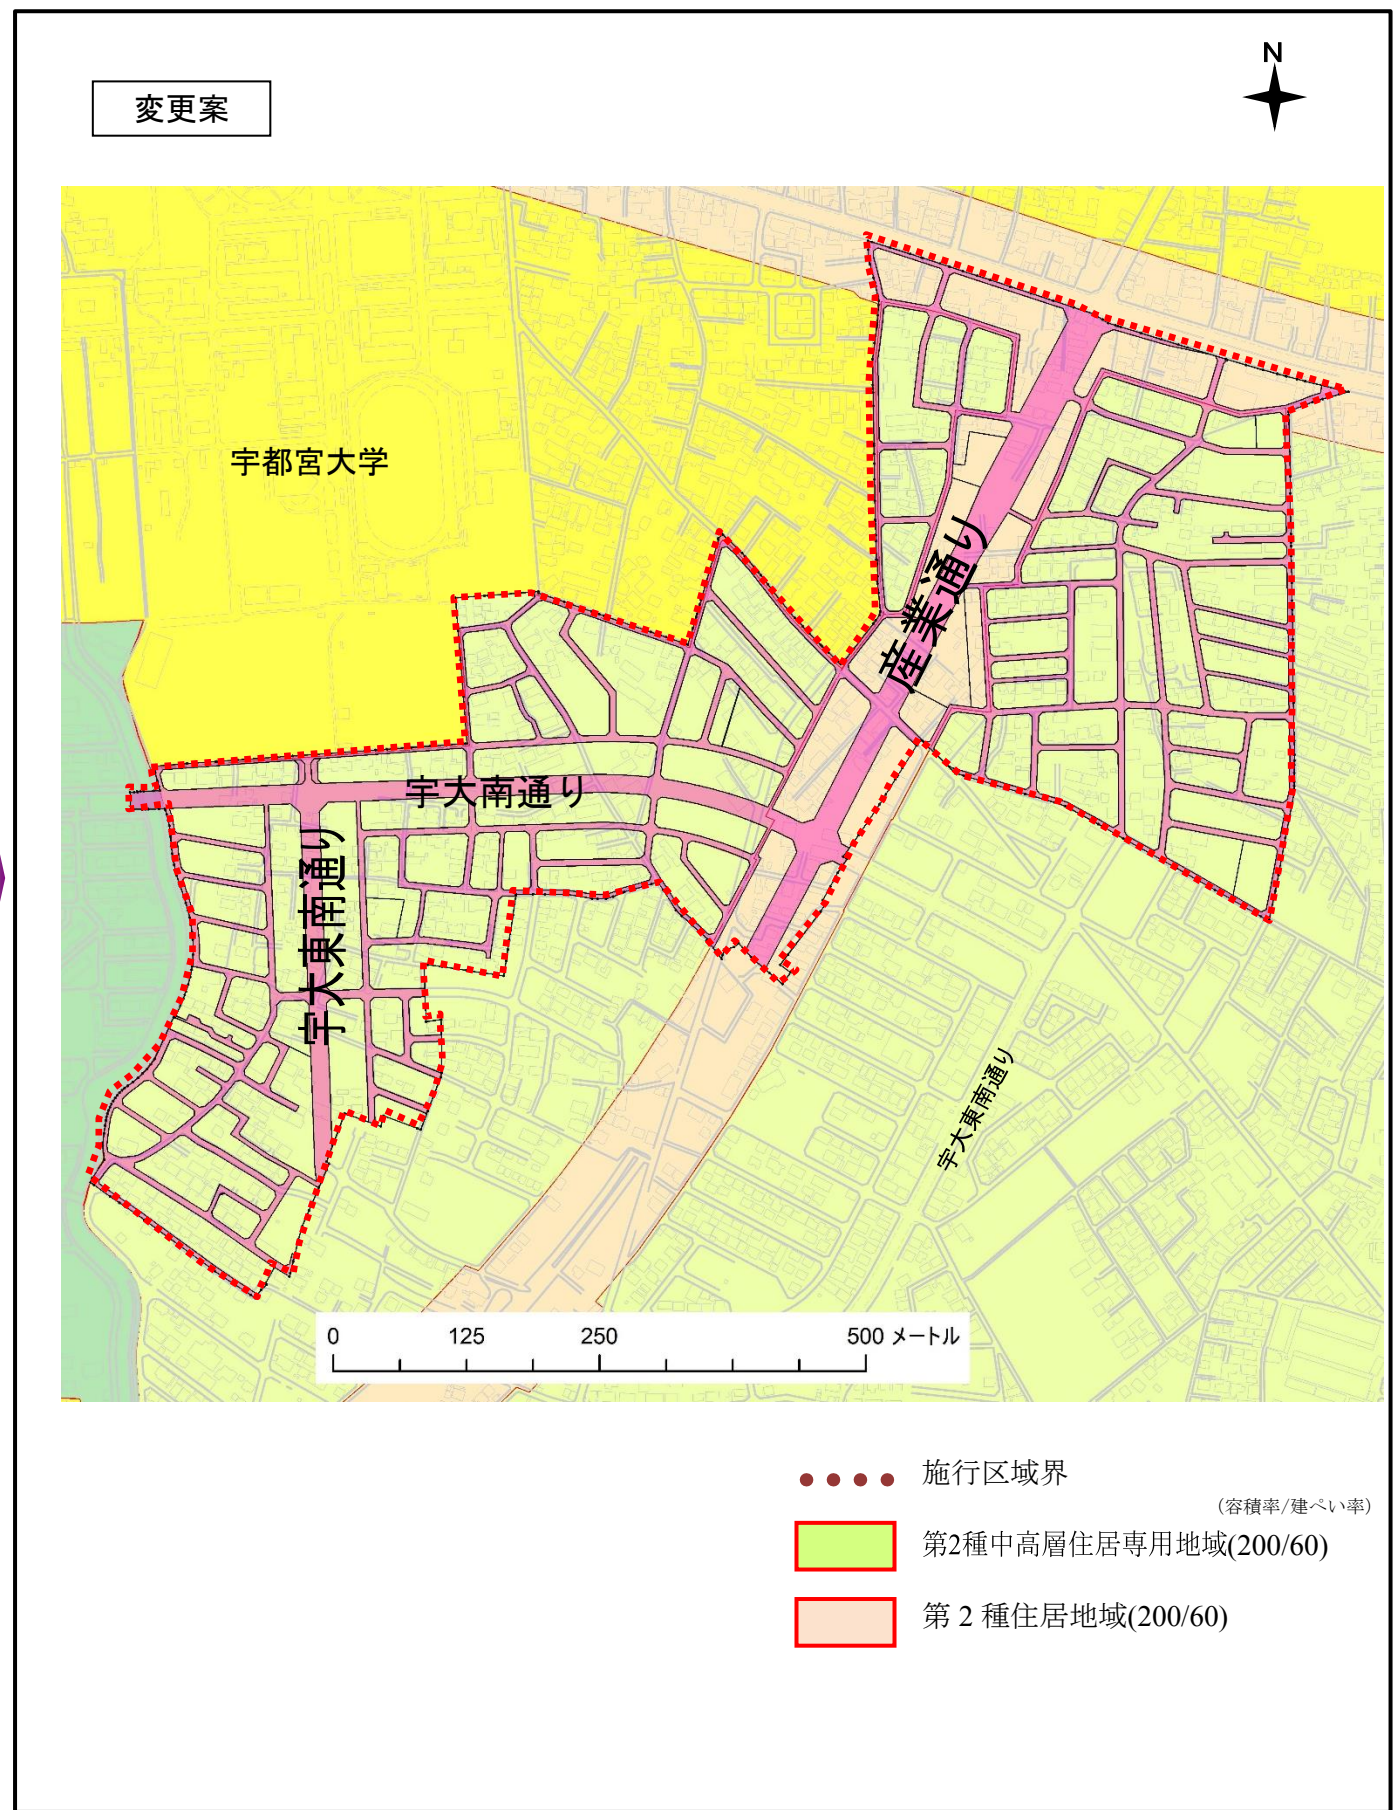 N
変更案
宇都宮大学
産業通り
宇大南通り
宇大東南通り
宇大東南通り
0 125 250 500 メートル
施行区域界
（容積率/建ぺい率）
第2種中高層住居専用地域(200/60)
第 2 種住居地域(200/60)